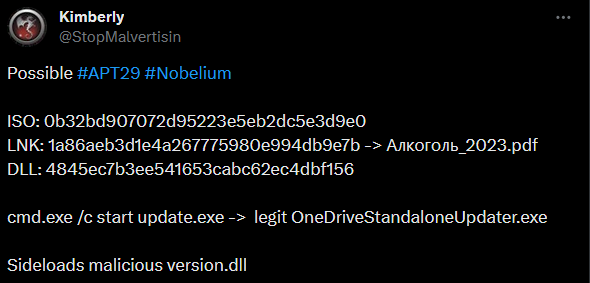 Kimberly
@StopMalvertisin
Possible #APT29 #Nobelium
ISO: 0b32bd907072d95223e5eb2dc5e3d9e0
LNK: 1a86aeb3d1e4a267775980e994db9e7b -> Алкоголь_2023.pdf
DLL: 4845ec7b3ee541653cabc62ec4dbf156
cmd.exe /c start update.exe -> legit OneDriveStandaloneUpdater.exe
Sideloads malicious version.dll